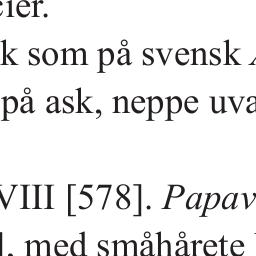 cier.
k som på svensk
på ask, neppe uva
VIII [578]. Papav
], med småhårete